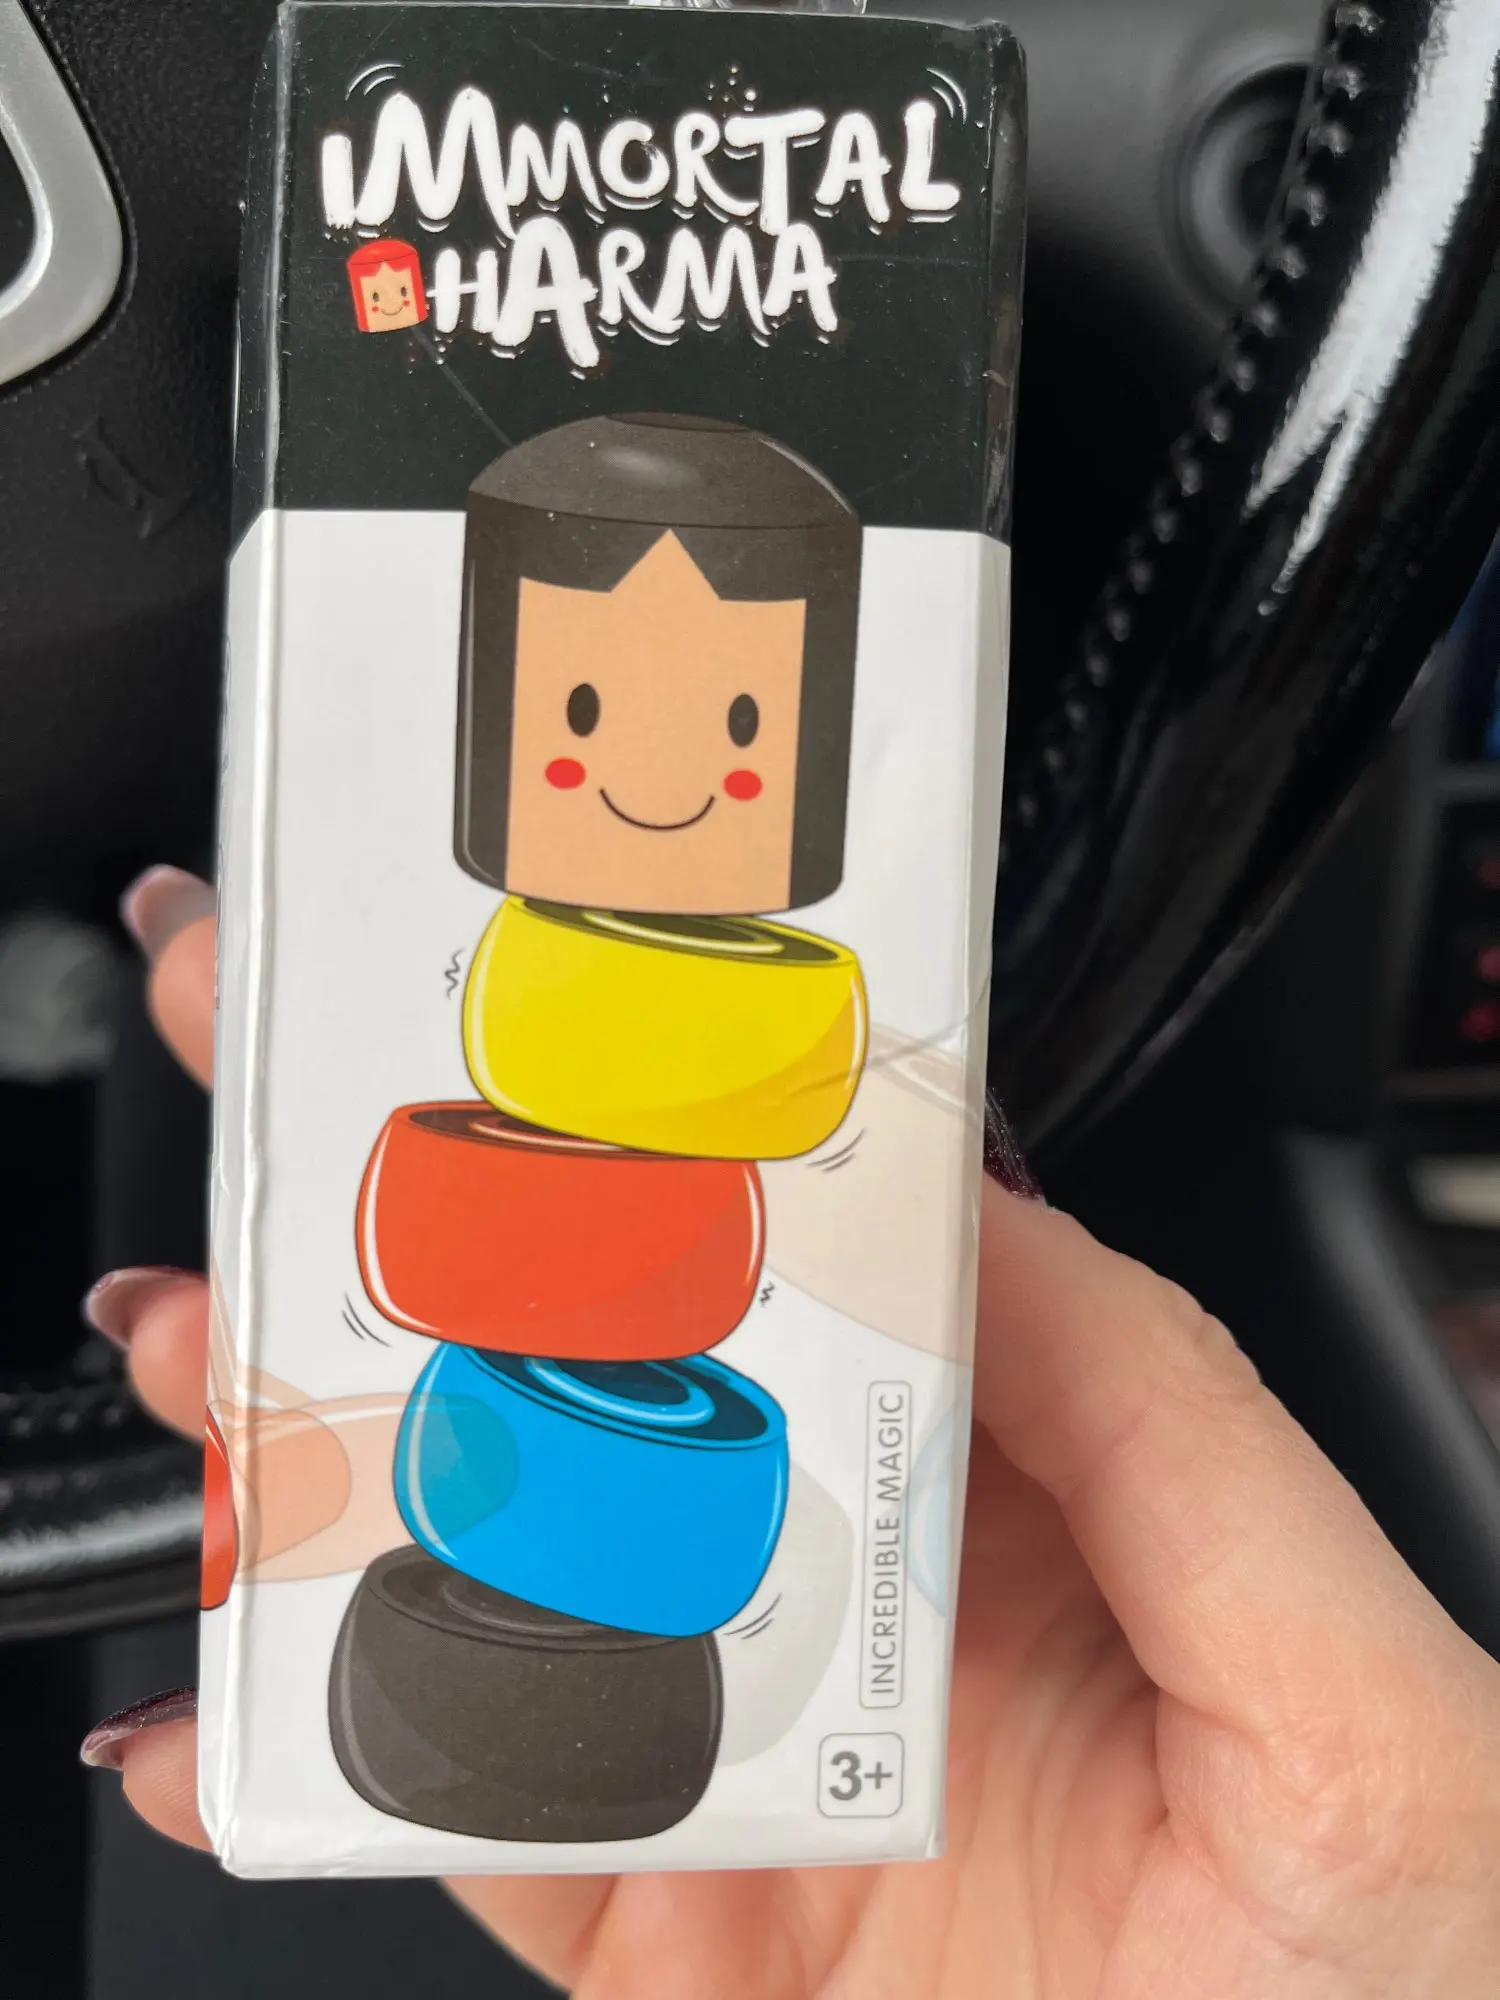 IMMORTAL
HARMA
INCREDIBLE MAGIC
3+